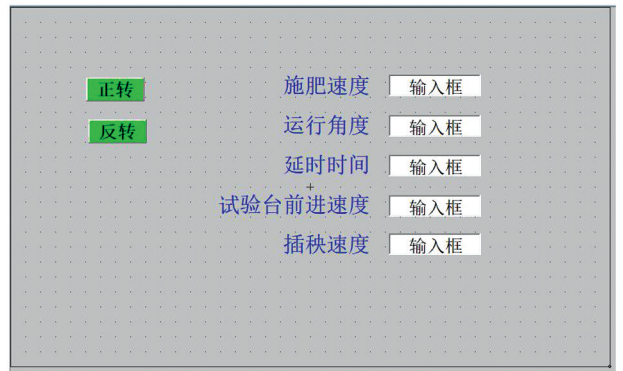 正转 施肥速度 输入框
反转 运行角度 输入框
延时时间 输入框
试验台前进速度 输入框
插秧速度 输入框